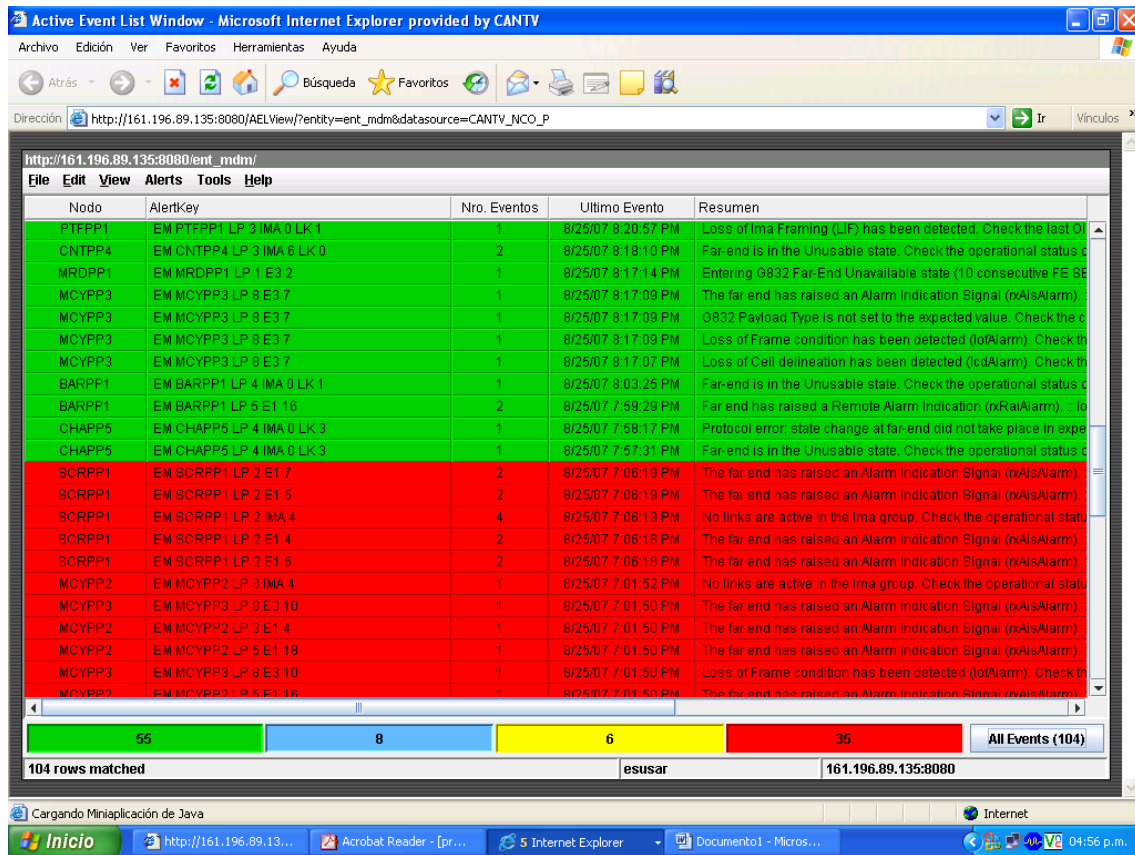 Active Event List Window - Microsoft Internet Explorer provided by CANTV
Archivo Edición Ver Favoritos Herramientas Ayuda
Atrás Búsqueda Favoritos
Dirección http://161.196.89.135:8080/AELView/?entity=ent_mdm&datasource=CANTV_NCO_P Ir Vínculos »
http://161.196.89.135:8080/ent_mdm/
File Edit View Alerts Tools Help
Nodo AlertKey Nro. Eventos Ultimo Evento Resumen
PTFPP1 EM PTFPP1 LP 3 IMA 0 LK 1 1 8/25/07 8:20:57 PM Loss of Ima Framing (LIF) has been detected. Check the last OI
CNTPP4 EM CNTPP4 LP 3 IMA 6 LK 0 2 8/25/07 8:18:10 PM Far-end is in the Unusable state. Check the operational status c
MRDPP1 EM MRDPP1 LP 1 E3 2 1 8/25/07 8:17:14 PM Entering G832 Far-End Unavailable state (10 consecutive FE SE
MCYPP3 EM MCYPP3 LP 8 E3 7 1 8/25/07 8:17:09 PM The far end has raised an Alarm Indication Signal (rxAisAlarm). :
MCYPP3 EM MCYPP3 LP 8 E3 7 1 8/25/07 8:17:09 PM G832 Payload Type is not set to the expected value. Check the c
MCYPP3 EM MCYPP3 LP 8 E3 7 1 8/25/07 8:17:09 PM Loss of Frame condition has been detected (lofAlarm). Check th
MCYPP3 EM MCYPP3 LP 8 E3 7 1 8/25/07 8:17:07 PM Loss of Cell delineation has been detected (lcdAlarm). Check th
BARPP1 EM BARPP1 LP 4 IMA 0 LK 1 1 8/25/07 8:03:25 PM Far-end is in the Unusable state. Check the operational status c
BARPP1 EM BARPP1 LP 5 E1 16 2 8/25/07 7:59:29 PM Far end has raised a Remote Alarm Indication (rxRaiAlarm). :: lo
CHAPP5 EM CHAPP5 LP 4 IMA 0 LK 3 1 8/25/07 7:58:17 PM Protocol error: state change at far-end did not take place in expe
CHAPP5 EM CHAPP5 LP 4 IMA 0 LK 3 1 8/25/07 7:57:31 PM Far-end is in the Unusable state. Check the operational status c
SCRPP1 EM SCRPP1 LP 2 E1 7 2 8/25/07 7:06:19 PM The far end has raised an Alarm Indication Signal (rxAisAlarm). :
SCRPP1 EM SCRPP1 LP 2 E1 5 2 8/25/07 7:06:19 PM The far end has raised an Alarm Indication Signal (rxAisAlarm). :
SCRPP1 EM SCRPP1 LP 2 IMA 4 4 8/25/07 7:06:19 PM No links are active in the Ima group. Check the operational statu
SCRPP1 EM SCRPP1 LP 2 E1 4 2 8/25/07 7:06:18 PM The far end has raised an Alarm Indication Signal (rxAisAlarm). :
SCRPP1 EM SCRPP1 LP 2 E1 6 2 8/25/07 7:06:18 PM The far end has raised an Alarm Indication Signal (rxAisAlarm). :
MCYPP2 EM MCYPP2 LP 3 IMA 4 1 8/25/07 7:01:52 PM No links are active in the Ima group. Check the operational statu
MCYPP3 EM MCYPP3 LP 8 E3 10 1 8/25/07 7:01:50 PM The far end has raised an Alarm Indication Signal (rxAisAlarm). :
MCYPP2 EM MCYPP2 LP 3 E1 4 1 8/25/07 7:01:50 PM The far end has raised an Alarm Indication Signal (rxAisAlarm). :
MCYPP2 EM MCYPP2 LP 5 E1 18 1 8/25/07 7:01:50 PM The far end has raised an Alarm Indication Signal (rxAisAlarm). :
MCYPP3 EM MCYPP3 LP 8 E3 10 1 8/25/07 7:01:50 PM Loss of Frame condition has been detected (lofAlarm). Check th
MCYPP2 EM MCYPP2 LP 5 E1 16 1 8/25/07 7:01:50 PM The far end has raised an Alarm Indication Signal (rxAisAlarm).
55 8 6 35 All Events (104)
104 rows matched esusar 161.196.89.135:8080
Cargando Miniaplicación de Java Internet
Inicio http://161.196.89.13... Acrobat Reader - [pr... 5 Internet Explorer Documento1 - Micros... 04:56 p.m.